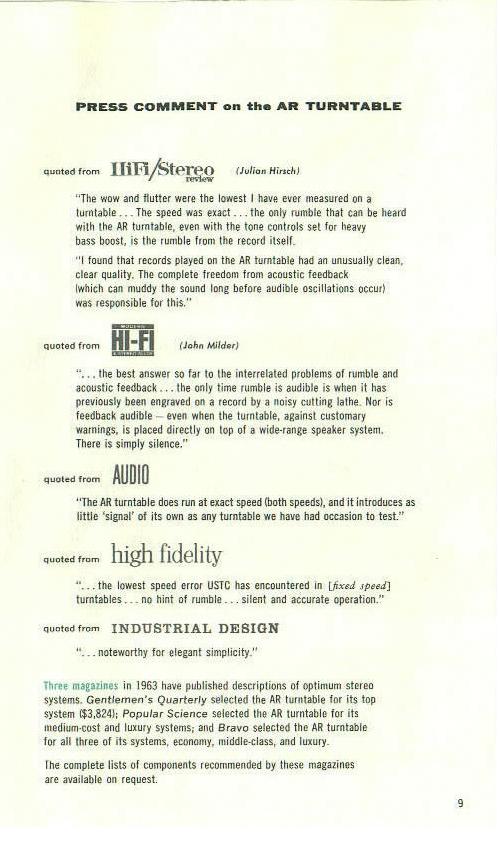 PRESS COMMENT on the AR TURNTABLE
quoted from HiFi/Stereo review (Julian Hirsch)
"The wow and flutter were the lowest I have ever measured on a
turntable . . . The speed was exact . . . the only rumble that can be heard
with the AR turntable, even with the tone controls set for heavy
bass boost, is the rumble from the record itself.
"I found that records played on the AR turntable had an unusually clean,
clear quality. The complete freedom from acoustic feedback
(which can muddy the sound long before audible oscillations occur)
was responsible for this."
quoted from MODERN HI-FI (John Milder)
". . . the best answer so far to the interrelated problems of rumble and
acoustic feedback . . . the only time rumble is audible is when it has
previously been engraved on a record by a noisy cutting lathe. Nor is
feedback audible — even when the turntable, against customary
warnings, is placed directly on top of a wide-range speaker system.
There is simply silence."
quoted from AUDIO
"The AR turntable does run at exact speed (both speeds), and it introduces as
little 'signal' of its own as any turntable we have had occasion to test."
quoted from high fidelity
". . . the lowest speed error USTC has encountered in [fixed speed]
turntables . . . no hint of rumble . . . silent and accurate operation."
quoted from INDUSTRIAL DESIGN
". . . noteworthy for elegant simplicity."
Three magazines in 1963 have published descriptions of optimum stereo
systems. Gentlemen's Quarterly selected the AR turntable for its top
system ($3,824); Popular Science selected the AR turntable for its
medium-cost and luxury systems; and Bravo selected the AR turntable
for all three of its systems, economy, middle-class, and luxury.
The complete lists of components recommended by these magazines
are available on request.
9